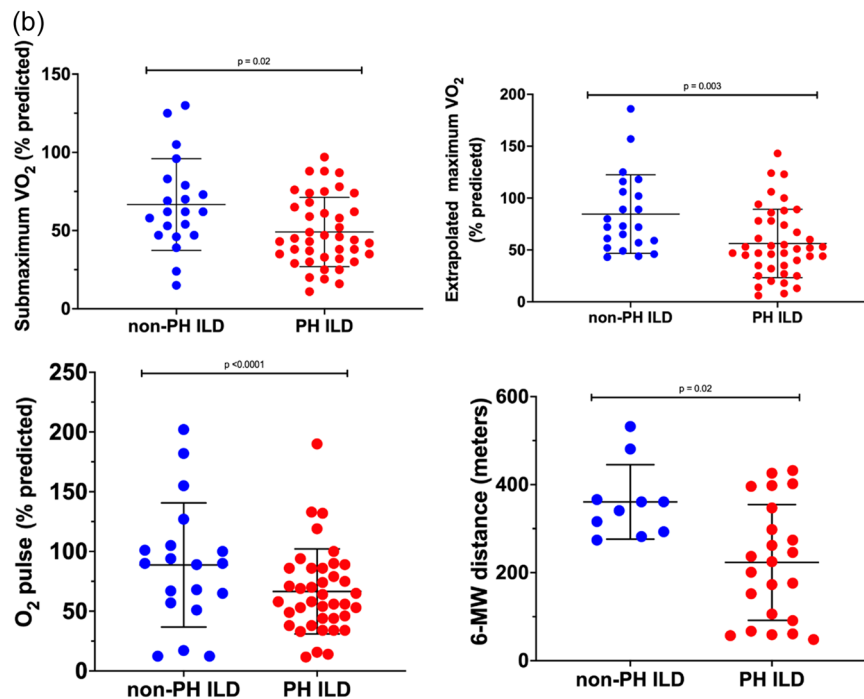 (b)
p = 0.02
Submaximum VO2 (% predicted)
150
100
50
0
non-PH ILD
PH ILD
p = 0.003
Extrapolated maximum VO2
(% predicetd)
200
150
100
50
0
non-PH ILD
PH ILD
p <0.0001
O2 pulse (% predicted)
250
200
150
100
50
0
non-PH ILD
PH ILD
p = 0.02
6-MW distance (meters)
600
400
200
0
non-PH ILD
PH ILD